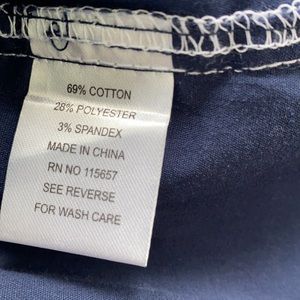 69% COTTON
28% POLYESTER
3% SPANDEX
MADE IN CHINA
RN NO 115657
SEE REVERSE
FOR WASH CARE